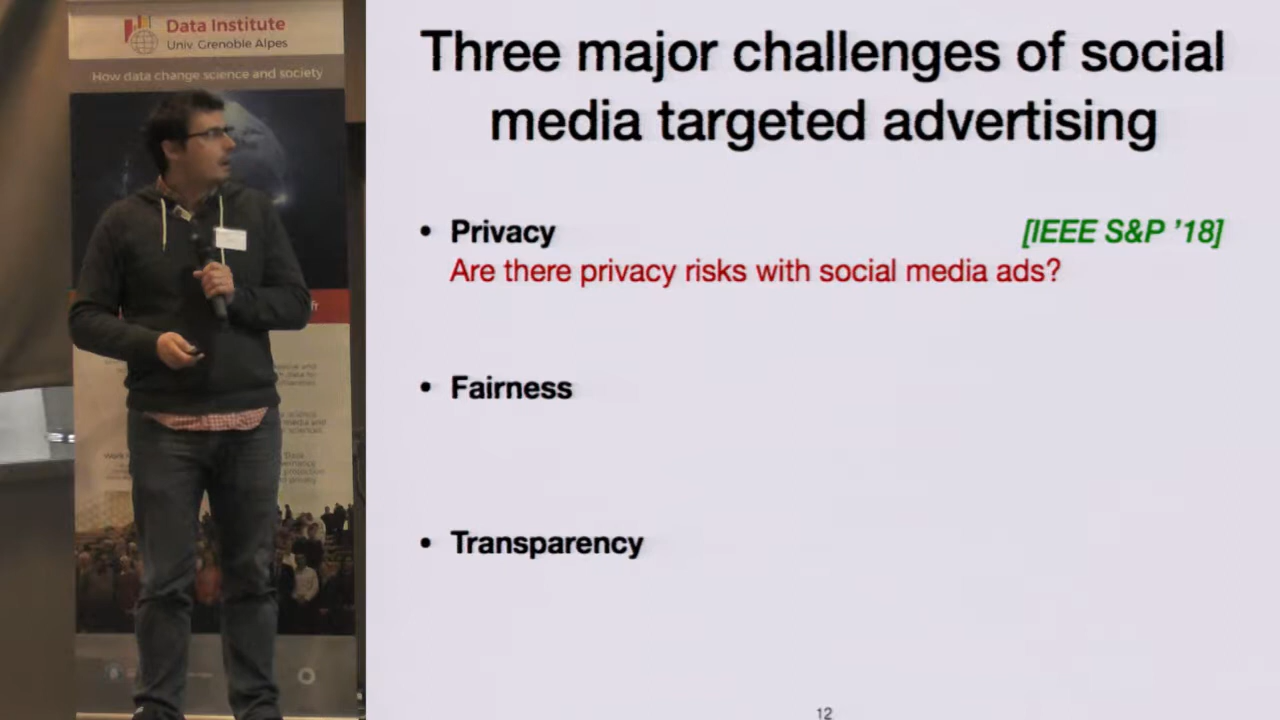 Data Institute
Univ. Grenoble Alpes
How data change science and society
Three major challenges of social
media targeted advertising
• Privacy
[IEEE S&P '18]
Are there privacy risks with social media ads?
• Fairness
• Transparency
12